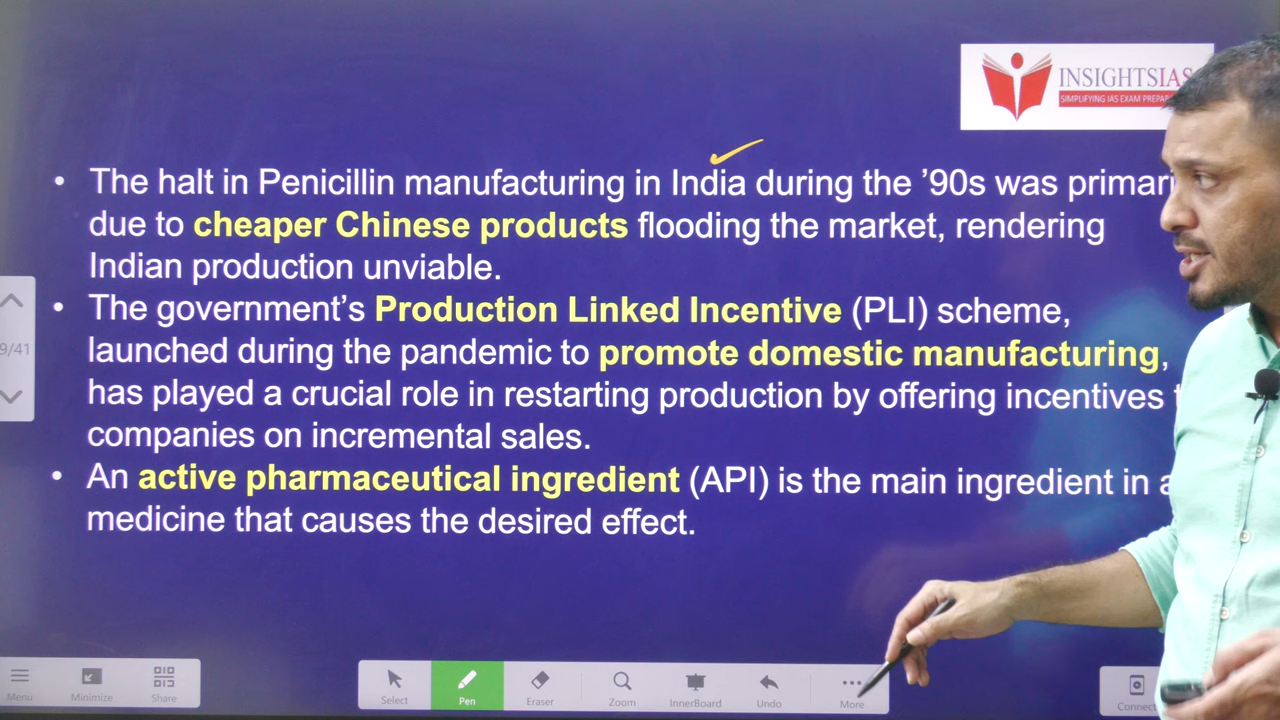 INSIGHTSIAS
SIMPLIFYING IAS EXAM
• The halt in Penicillin manufacturing in India during the ’90s was
due to cheaper Chinese products flooding the market, rendering
Indian production unviable.
• The government’s Production Linked Incentive (PLI) scheme,
launched during the pandemic to promote domestic manufacturing,
has played a crucial role in restarting production by offering incentives
companies on incremental sales.
• An active pharmaceutical ingredient (API) is the main ingredient in
medicine that causes the desired effect.
9/41
Menu Minimize Share Select Pen Eraser Zoom InnerBoard Undo More Connect